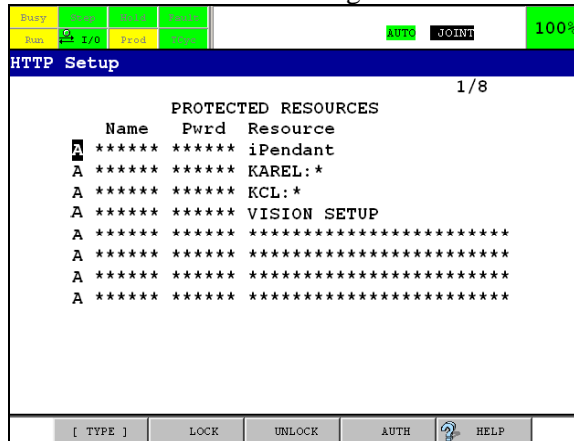 Busy Step Hold Fault
Run I/O Prod TCyc
AUTO JOINT 100%
HTTP Setup
1/8
PROTECTED RESOURCES
Name Pwrd Resource
A ****** ****** iPendant
A ****** ****** KAREL:*
A ****** ****** KCL:*
A ****** ****** VISION SETUP
A ****** ****** ************************
A ****** ****** ************************
A ****** ****** ************************
A ****** ****** ************************
[ TYPE ] LOCK UNLOCK AUTH HELP